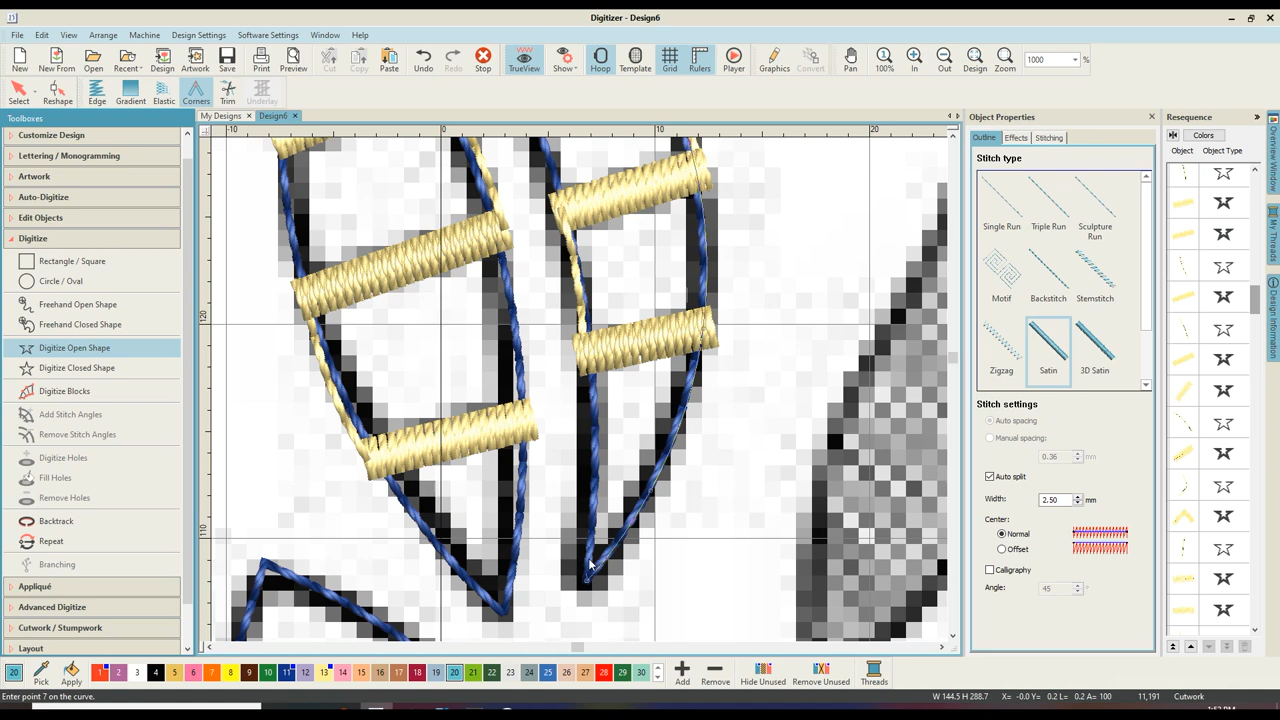 Digitizer - Design6
File Edit View Arrange Machine Design Settings Software Settings Window Help
New New From Open Recent Design Artwork Save Print Preview Cut Copy Paste Undo Redo Stop TrueView Show Hoop Template Grid Rulers Player Graphics Convert Pan 100% In Out Design Zoom 1000 %
Select Reshape Edge Gradient Elastic Corners Trim Underlay
Toolboxes
My Designs Design6
Customize Design
Lettering / Monogramming
Artwork
Auto-Digitize
Edit Objects
Digitize
Rectangle / Square
Circle / Oval
Freehand Open Shape
Freehand Closed Shape
Digitize Open Shape
Digitize Closed Shape
Digitize Blocks
Add Stitch Angles
Remove Stitch Angles
Digitize Holes
Fill Holes
Remove Holes
Backtrack
Repeat
Branching
Appliqué
Advanced Digitize
Cutwork / Stumpwork
Layout
-10 0 10 20
120
110
Object Properties
Outline Effects Stitching
Stitch type
Single Run Triple Run Sculpture Run
Motif Backstitch Stemstitch
Zigzag Satin 3D Satin
Stitch settings
Auto spacing
Manual spacing:
0.36 mm
Auto split
Width: 2.50 mm
Center:
Normal
Offset
Calligraphy
Angle: 45 °
Resequence
Colors
Object Object Type
Overview Window
My Threads
Design Information
20 Pick Apply 1 2 3 4 5 6 7 8 9 10 11 12 13 14 15 16 17 18 19 20 21 22 23 24 25 26 27 28 29 30 Add Remove Hide Unused Remove Unused Threads
Enter point 7 on the curve. W 144.5 H 288.7 X= -0.0 Y= 0.2 L= 0.2 A= 100 11,191 Cutwork